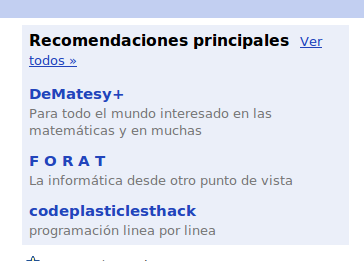 Recomendaciones principales Ver
todos »
DeMatesy+
Para todo el mundo interesado en las
matemáticas y en muchas
F O R A T
La informática desde otro punto de vista
codeplasticlesthack
programación linea por linea